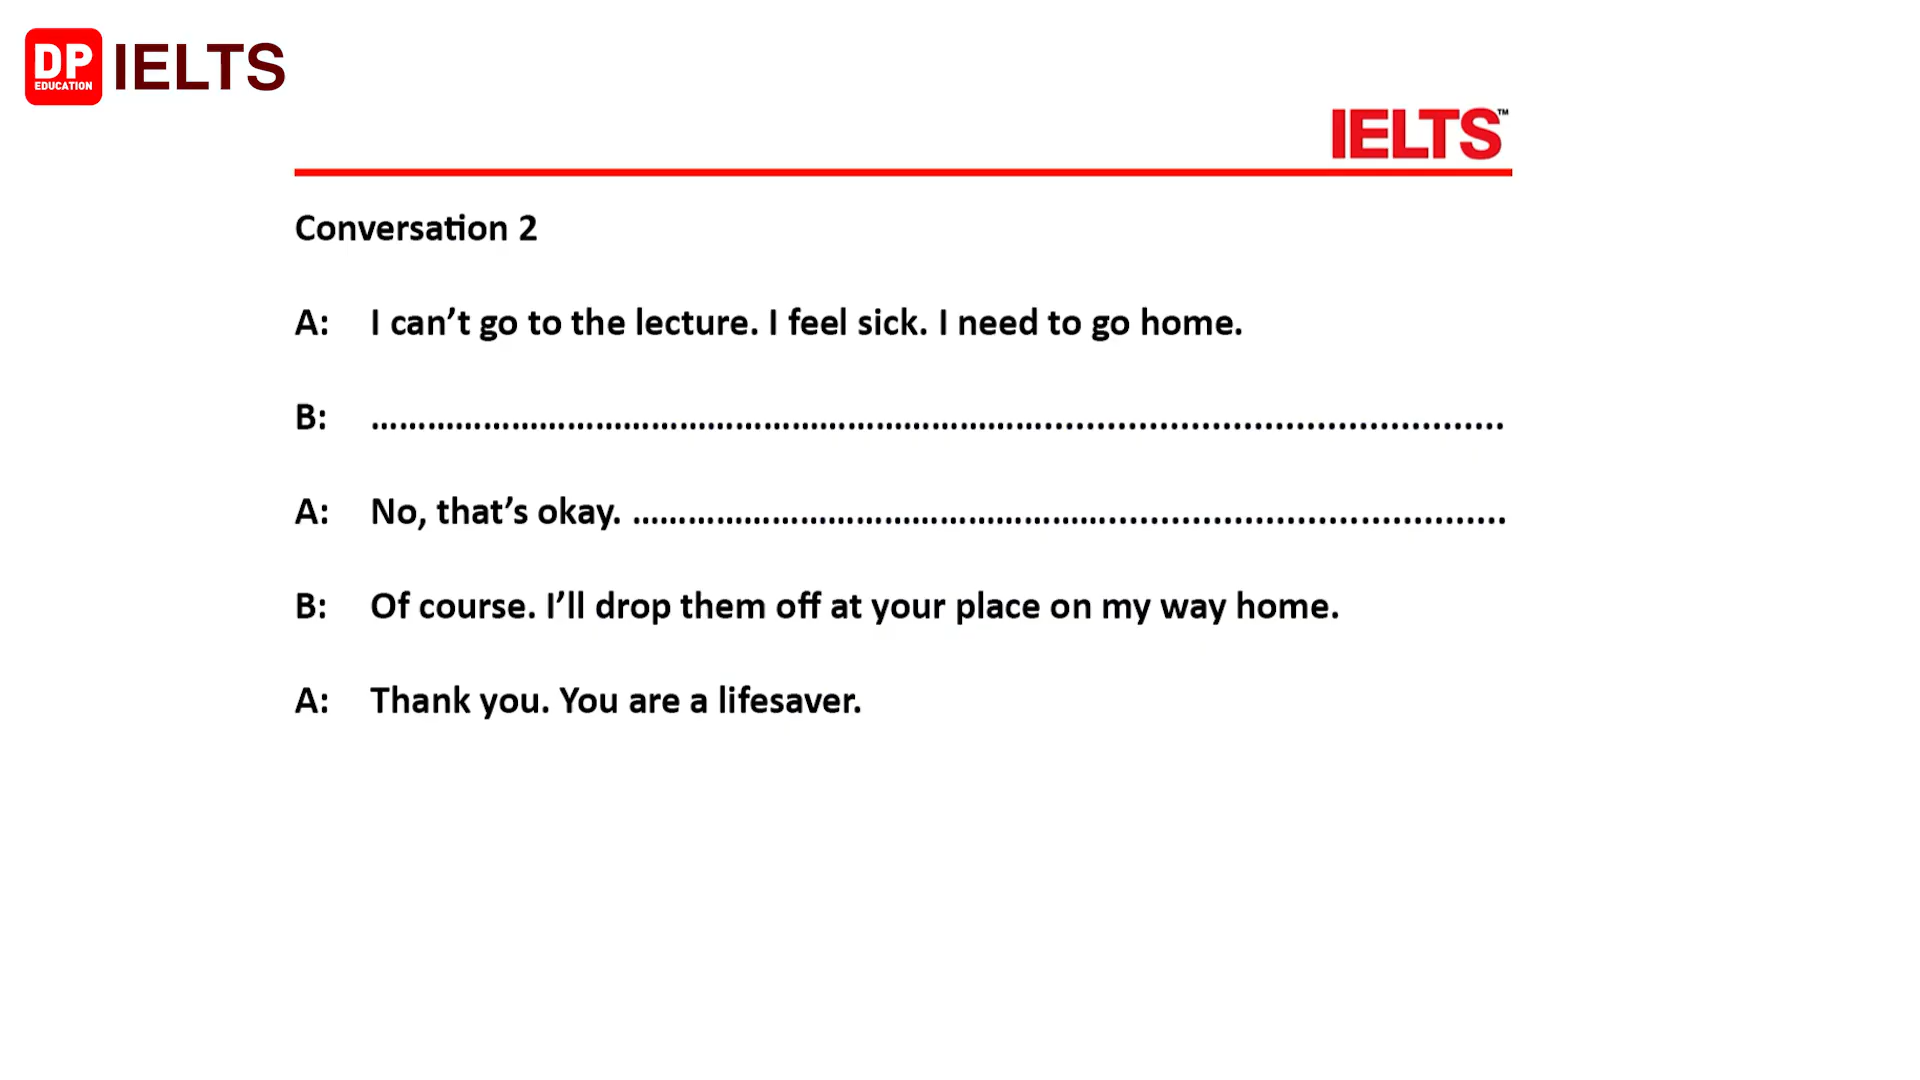 DP IELTS
EDUCATION
IELTS™
Conversation 2
A: I can’t go to the lecture. I feel sick. I need to go home.
B: ........................................................................................................
A: No, that’s okay. ................................................................................
B: Of course. I’ll drop them off at your place on my way home.
A: Thank you. You are a lifesaver.